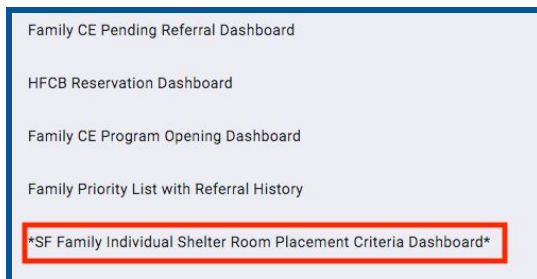 Family CE Pending Referral Dashboard
HFCB Reservation Dashboard
Family CE Program Opening Dashboard
Family Priority List with Referral History
*SF Family Individual Shelter Room Placement Criteria Dashboard*